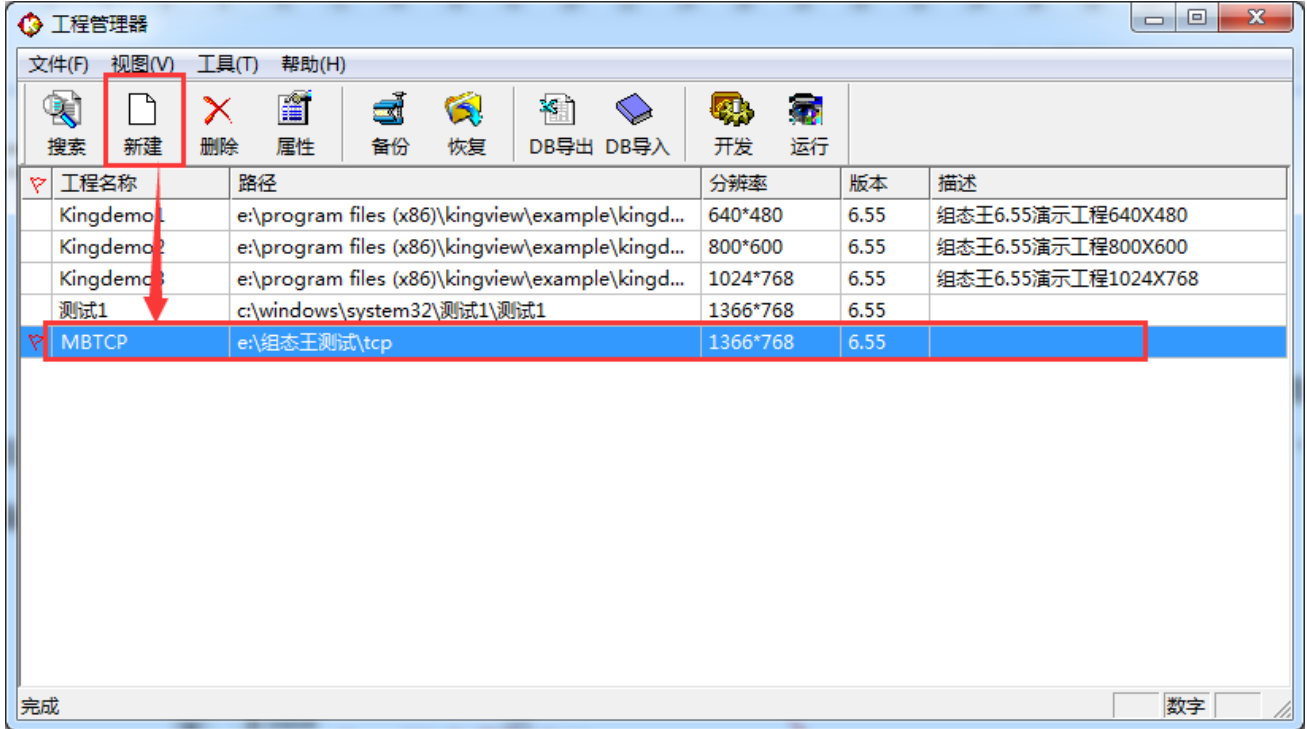 工程管理器
文件(F) 视图(V) 工具(T) 帮助(H)
搜索 新建 删除 属性 备份 恢复 DB导出 DB导入 开发 运行
工程名称 路径 分辨率 版本 描述
Kingdemo1 e:\program files (x86)\kingview\example\kingd... 640*480 6.55 组态王6.55演示工程640X480
Kingdemo2 e:\program files (x86)\kingview\example\kingd... 800*600 6.55 组态王6.55演示工程800X600
Kingdemo3 e:\program files (x86)\kingview\example\kingd... 1024*768 6.55 组态王6.55演示工程1024X768
测试1 c:\windows\system32\测试1\测试1 1366*768 6.55
MBTCP e:\组态王测试\tcp 1366*768 6.55
完成 数字